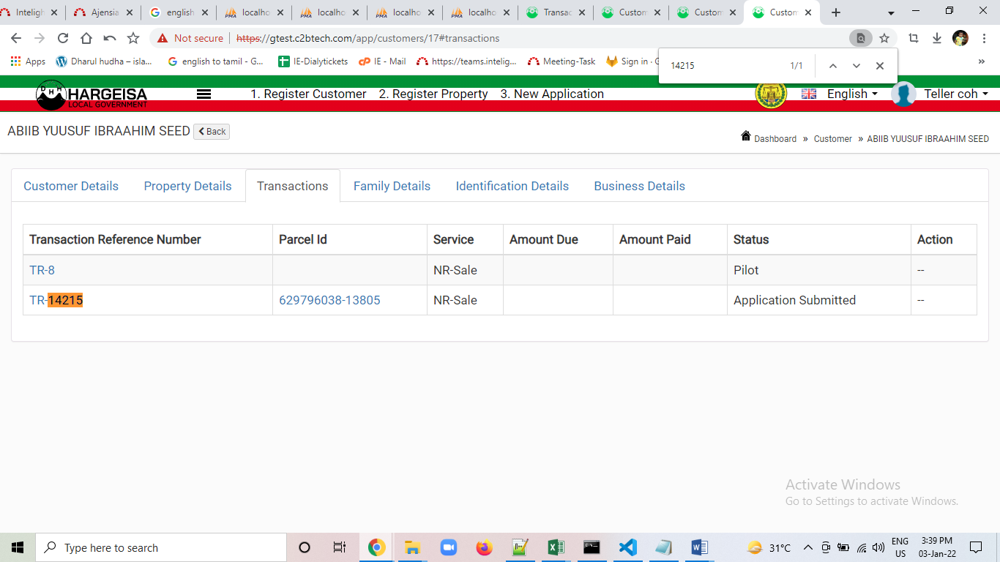 Inteligh
Ajensia
english
localho
localho
localho
localho
Transac
Custom
Custom
Custom
Not secure
https://gtest.c2btech.com/app/customers/17#transactions
Apps
Dharul hudha – isla...
english to tamil - G...
IE-Dialytickets
IE - Mail
https://teams.intelig...
Meeting-Task
Sign in · G
14215
1/1
DHH
HARGEISA
LOCAL GOVERNMENT
1. Register Customer 2. Register Property 3. New Application
English
Teller coh
ABIIB YUUSUF IBRAAHIM SEED
Back
Dashboard » Customer » ABIIB YUUSUF IBRAAHIM SEED
Customer Details Property Details Transactions Family Details Identification Details Business Details
Transaction Reference Number Parcel Id Service Amount Due Amount Paid Status Action
TR-8 NR-Sale Pilot --
TR-14215 629796038-13805 NR-Sale Application Submitted --
Activate Windows
Go to Settings to activate Windows.
Type here to search
31°C
ENG
US
3:39 PM
03-Jan-22